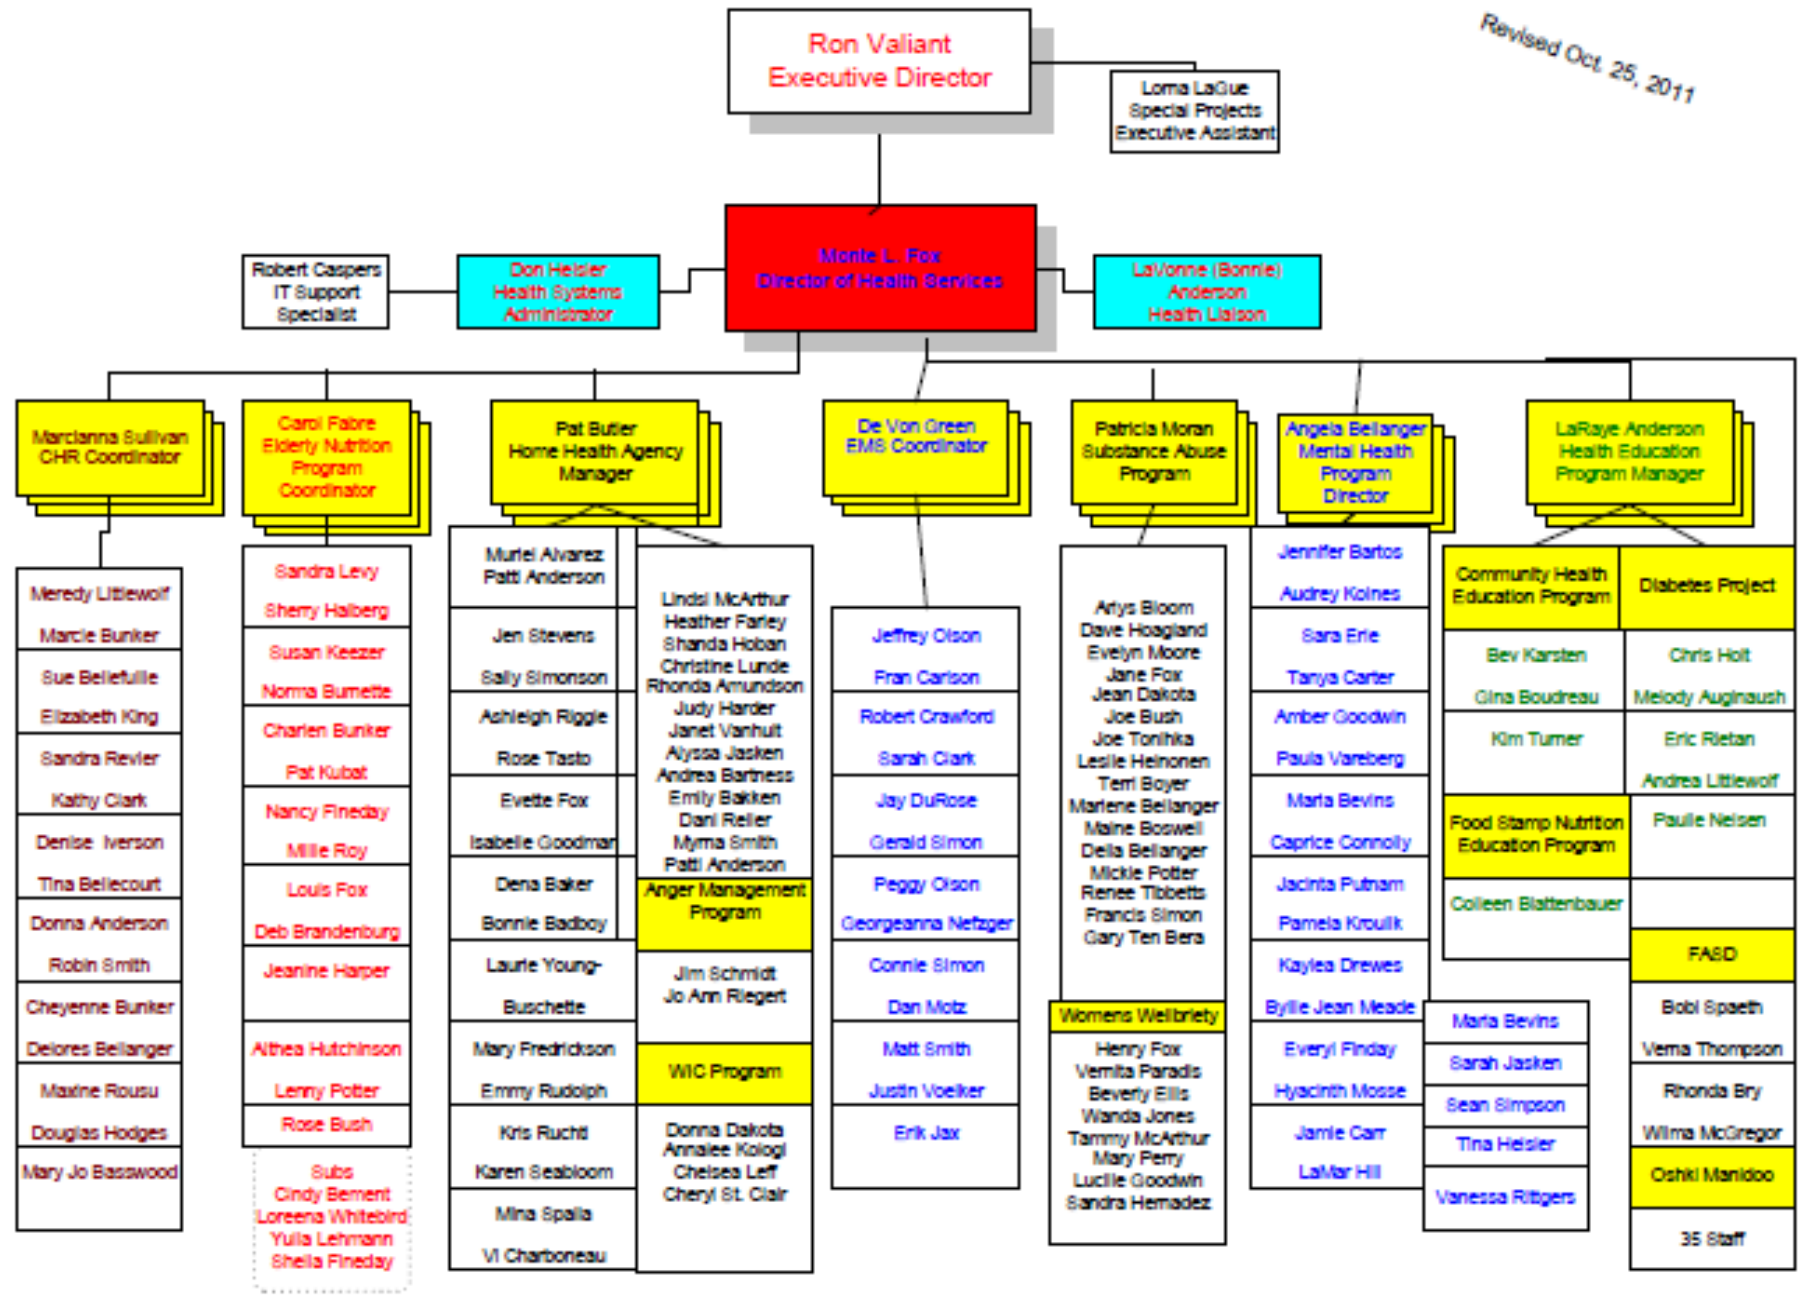 Ron Valiant
Executive Director
Revised Oct. 25, 2011
Lorna LaGue
Special Projects
Executive Assistant
Monte L. Fox
Director of Health Services
Robert Caspers
IT Support
Specialist
Don Heisler
Health Systems
Administrator
LaVonne (Bonnie)
Anderson
Health Liaison
Marcianna Sullivan
CHR Coordinator
Carol Fabre
Elderly Nutrition
Program
Coordinator
Pat Butler
Home Health Agency
Manager
De Von Green
EMS Coordinator
Patricia Moran
Substance Abuse
Program
Angela Bellanger
Mental Health
Program
Director
LaRaye Anderson
Health Education
Program Manager
Meredy Littlewolf
Marcie Bunker
Sue Bellefuille
Elizabeth King
Sandra Revier
Kathy Clark
Denise Iverson
Tina Bellecourt
Donna Anderson
Robin Smith
Cheyenne Bunker
Delores Bellanger
Maxine Rousu
Douglas Hodges
Mary Jo Basswood
Sandra Levy
Sherry Halberg
Susan Keezer
Norma Burnette
Charlen Bunker
Pat Kubat
Nancy Fineday
Millie Roy
Louis Fox
Deb Brandenburg
Jeanine Harper
Althea Hutchinson
Lenny Potter
Rose Bush
Subs
Cindy Bement
Loreena Whitebird
Yulia Lehmann
Sheila Fineday
Muriel Alvarez
Patti Anderson
Jen Stevens
Sally Simonson
Ashleigh Riggle
Rose Tasto
Evette Fox
Isabelle Goodman
Dena Baker
Bonnie Badboy
Laurie Young-
Buschette
Mary Fredrickson
Emmy Rudolph
Kris Ruchti
Karen Seabloom
Mina Spalla
Vi Charboneau
Lindsi McArthur
Heather Farley
Shanda Hoban
Christine Lunde
Rhonda Amundson
Judy Harder
Janet Vanhult
Alyssa Jasken
Andrea Bartness
Emily Bakken
Dani Reller
Myrna Smith
Patti Anderson
Anger Management
Program
Jim Schmidt
Jo Ann Riegert
WIC Program
Donna Dakota
Annalee Kologi
Chelsea Leff
Cheryl St. Clair
Jeffrey Olson
Fran Carlson
Robert Crawford
Sarah Clark
Jay DuRose
Gerald Simon
Peggy Olson
Georgeanna Nefzger
Connie Simon
Dan Motz
Matt Smith
Justin Voelker
Erik Jax
Arlys Bloom
Dave Hoagland
Evelyn Moore
Jane Fox
Jean Dakota
Joe Bush
Joe Tonihka
Leslie Heinonen
Terri Boyer
Marlene Bellanger
Maine Boswell
Delia Bellanger
Mickie Potter
Renee Tibbetts
Francis Simon
Gary Ten Bera
Womens Wellbriety
Henry Fox
Vernita Paradis
Beverly Ellis
Wanda Jones
Tammy McArthur
Mary Perry
Lucille Goodwin
Sandra Hernadez
Jennifer Bartos
Audrey Kolnes
Sara Erie
Tanya Carter
Amber Goodwin
Paula Vareberg
Maria Bevins
Caprice Connolly
Jacinta Putnam
Pamela Kroulik
Kaylea Drewes
Byllie Jean Meade
Everyl Finday
Hyacinth Mosse
Jamie Carr
LaMar Hill
Maria Bevins
Sarah Jasken
Sean Simpson
Tina Heisler
Vanessa Rittgers
Community Health
Education Program
Bev Karsten
Gina Boudreau
Kim Turner
Food Stamp Nutrition
Education Program
Colleen Blattenbauer
Diabetes Project
Chris Holt
Melody Auginaush
Eric Rietan
Andrea Littlewolf
Paulie Nelsen
FASD
Bobi Spaeth
Verna Thompson
Rhonda Bry
Wilma McGregor
Oshki Manidoo
35 Staff